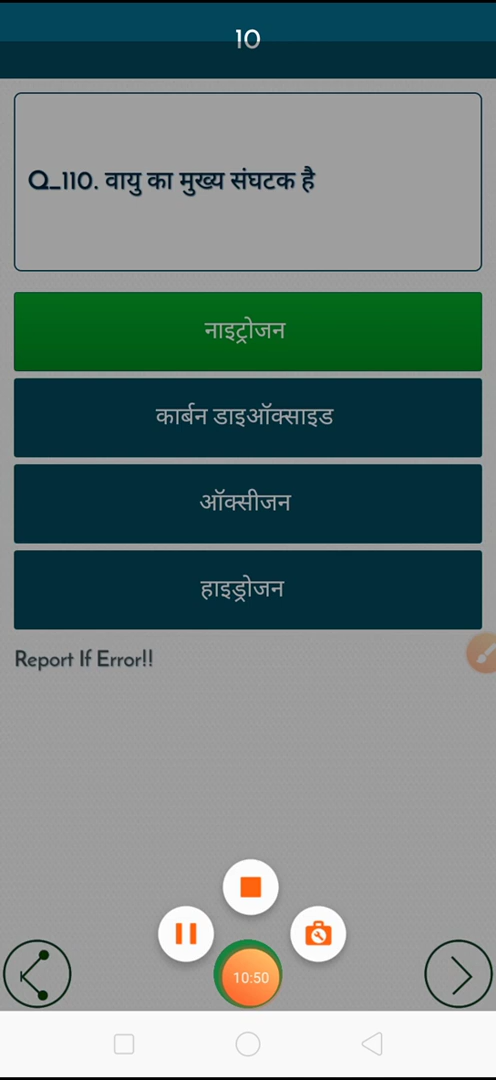 10
Q_110. वायु का मुख्य संघटक है
नाइट्रोजन
कार्बन डाइऑक्साइड
ऑक्सीजन
हाइड्रोजन
Report If Error!!
10:50